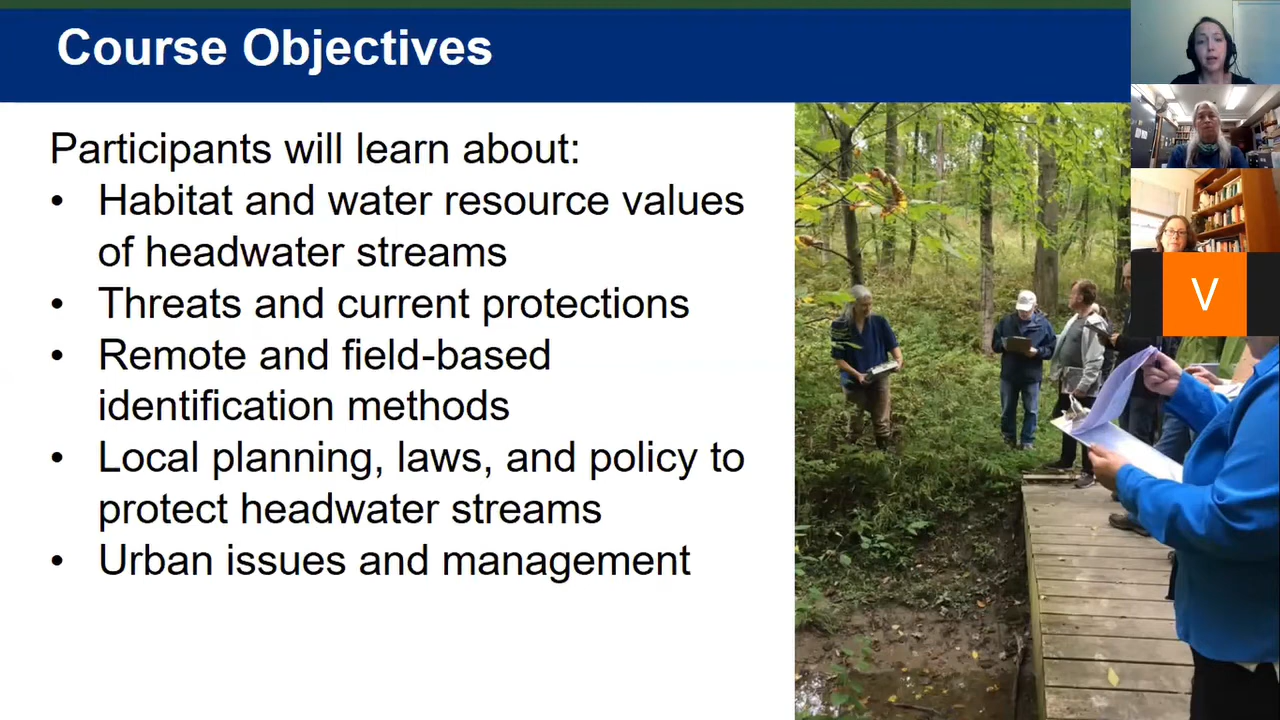 Course Objectives
Participants will learn about:
• Habitat and water resource values
of headwater streams
• Threats and current protections
• Remote and field-based
identification methods
• Local planning, laws, and policy to
protect headwater streams
• Urban issues and management
V